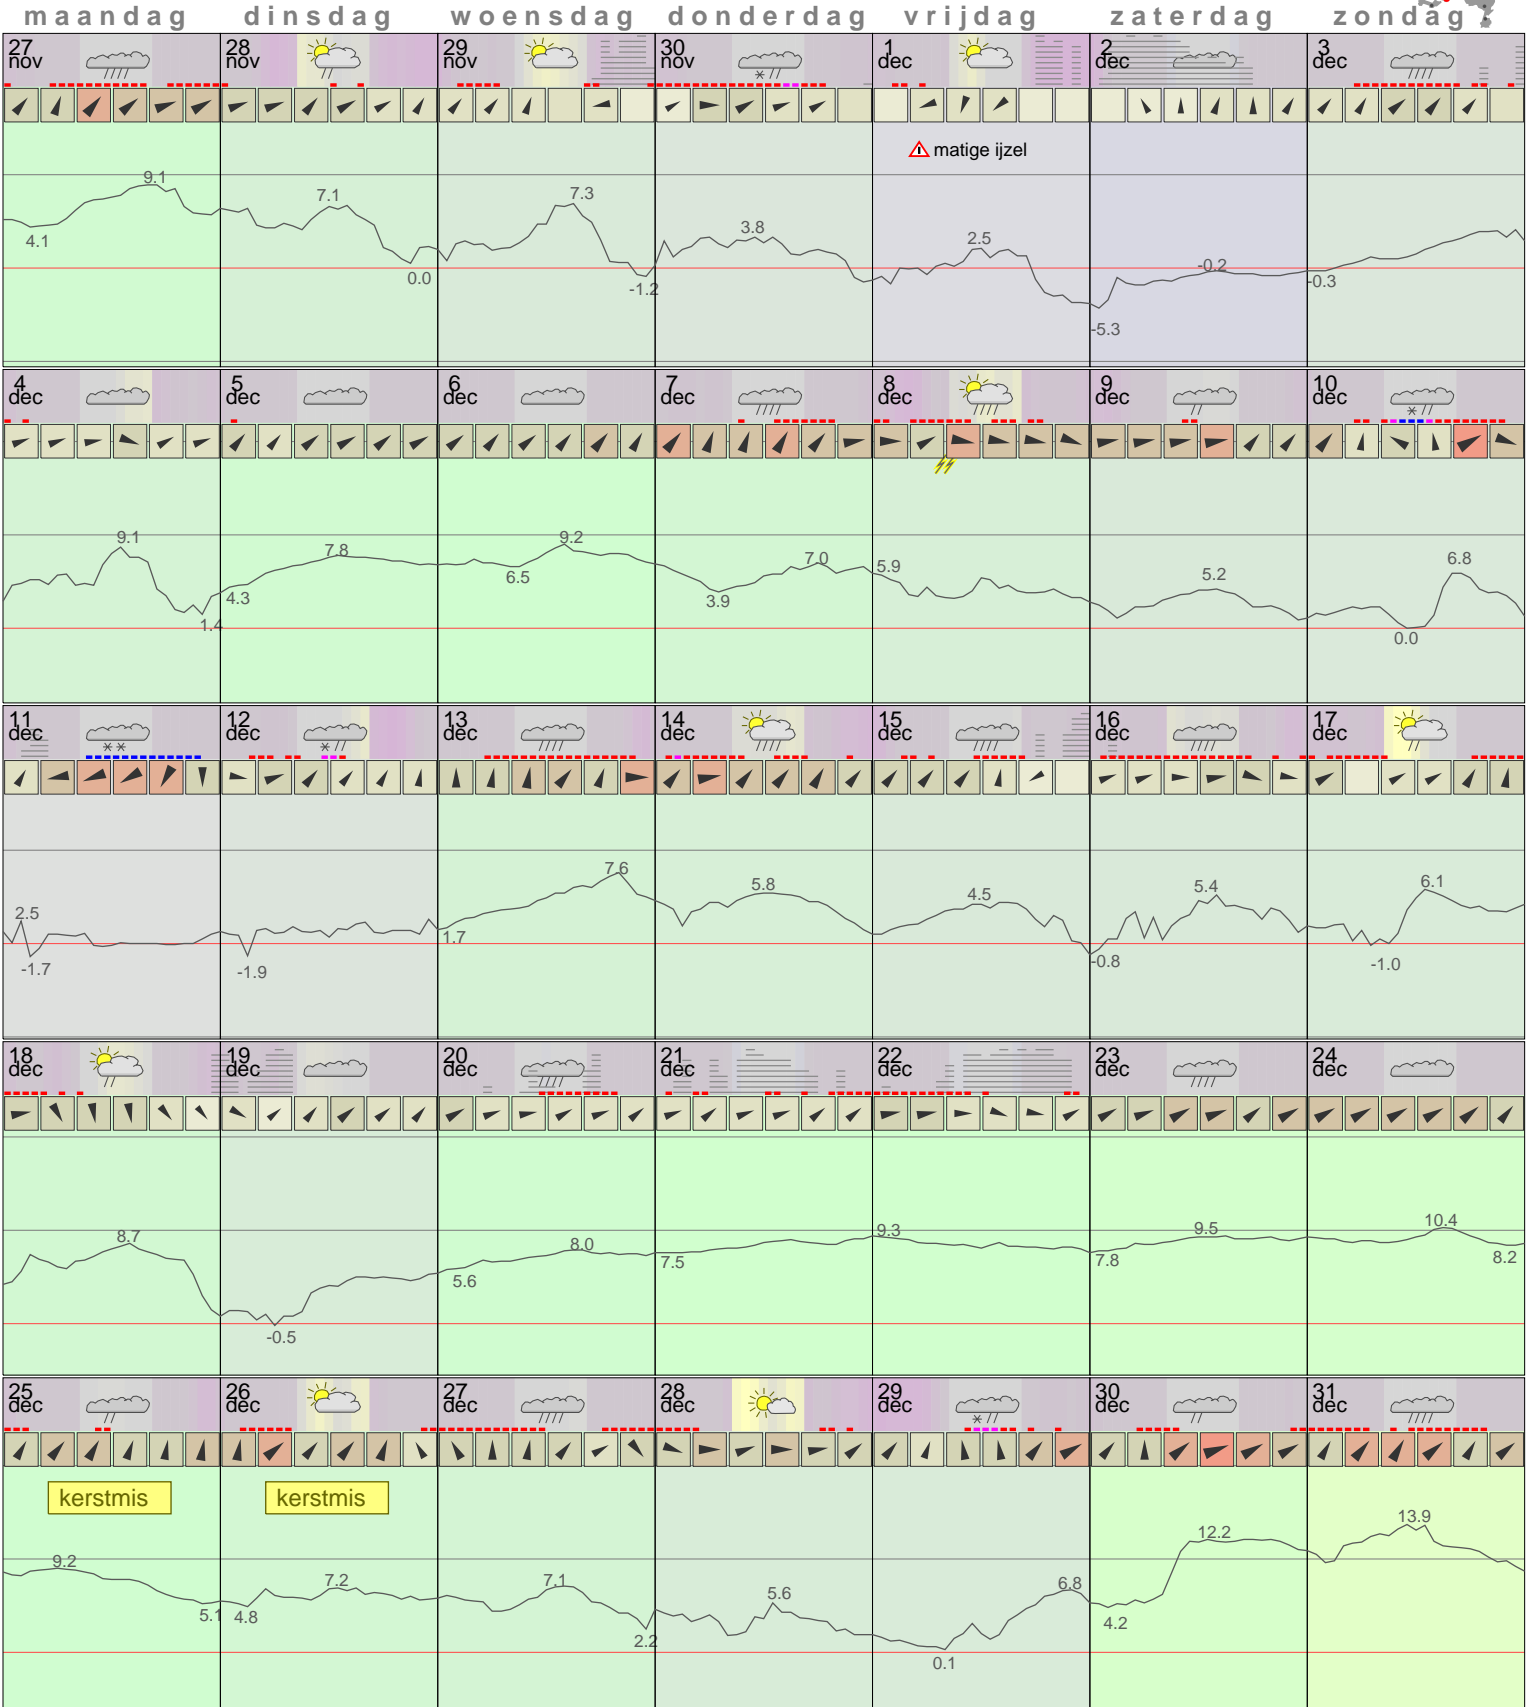 maandag dinsdag woensdag donderdag vrijdag zaterdag zondag
27 nov 28 nov 29 nov 30 nov 1 dec 2 dec 3 dec
matige ijzel
9.1 7.1 7.3 3.8 2.5 -0.2
4.1 0.0 -1.2 -5.3 -0.3
4 dec 5 dec 6 dec 7 dec 8 dec 9 dec 10 dec
9.1 7.8 9.2 7.0 5.9 5.2 6.8
1.4 4.3 6.5 3.9 0.0
11 dec 12 dec 13 dec 14 dec 15 dec 16 dec 17 dec
2.5 7.6 5.8 4.5 5.4 6.1
-1.7 -1.9 1.7 -0.8 -1.0
18 dec 19 dec 20 dec 21 dec 22 dec 23 dec 24 dec
8.7 8.0 9.3 9.5 10.4
-0.5 5.6 7.5 7.8 8.2
25 dec 26 dec 27 dec 28 dec 29 dec 30 dec 31 dec
kerstmis kerstmis
9.2 7.2 7.1 5.6 6.8 12.2 13.9
5.1 4.8 2.2 0.1 4.2